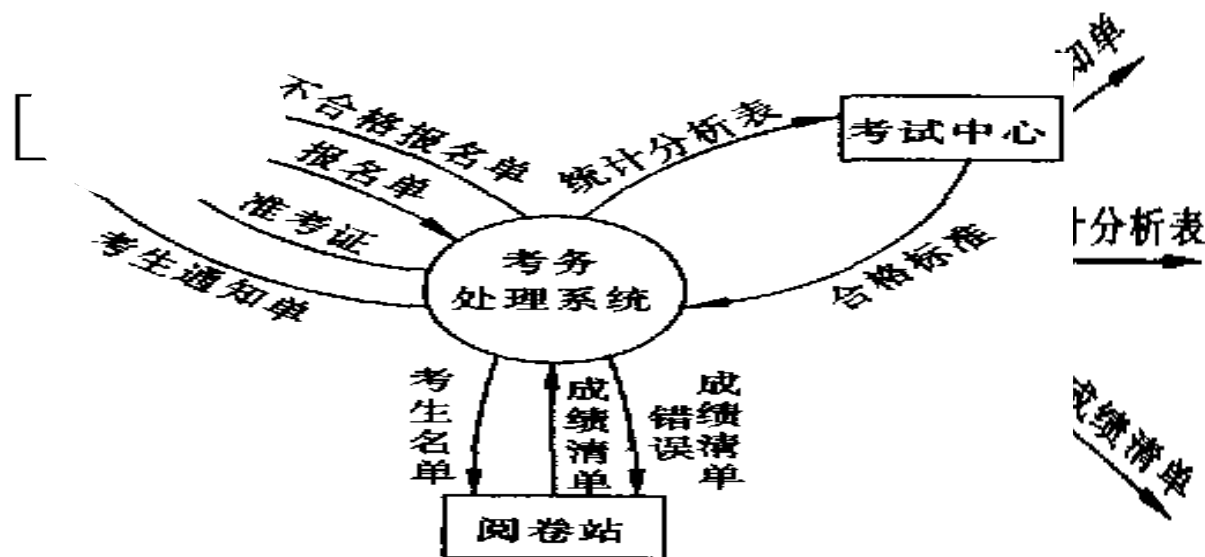 不合格报名单
报名单
准考证
考生通知单
统计分析表
考试中心
合格标准
考务
处理系统
考生名单
成绩清单
错误
成绩清单
阅卷站
知单
计分析表
成绩清单